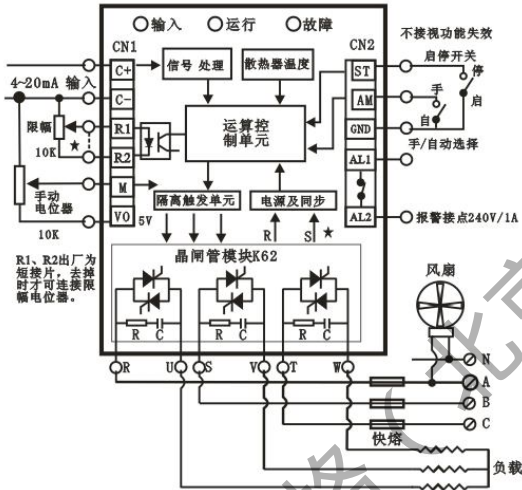 输入 运行 故障
CN1
CN2
不接视功能失效
启停开关
C+
信号 处理
散热器温度
ST
停
4~20mA 输入
C-
AM
手
启
限幅
R1
运算控
制单元
GND
自
10K
R2
AL1
手/自动选择
手动
电位器
M
隔离触发单元
电源及同步
10K
VO
5V
R
S
★
AL2
报警接点240V/1A
R1、R2出厂为
短接片，去掉
时才可连接限
幅电位器。
晶闸管模块K62
R C
R C
R C
风扇
R U S V T W
N
A
B
C
快熔
负载
★